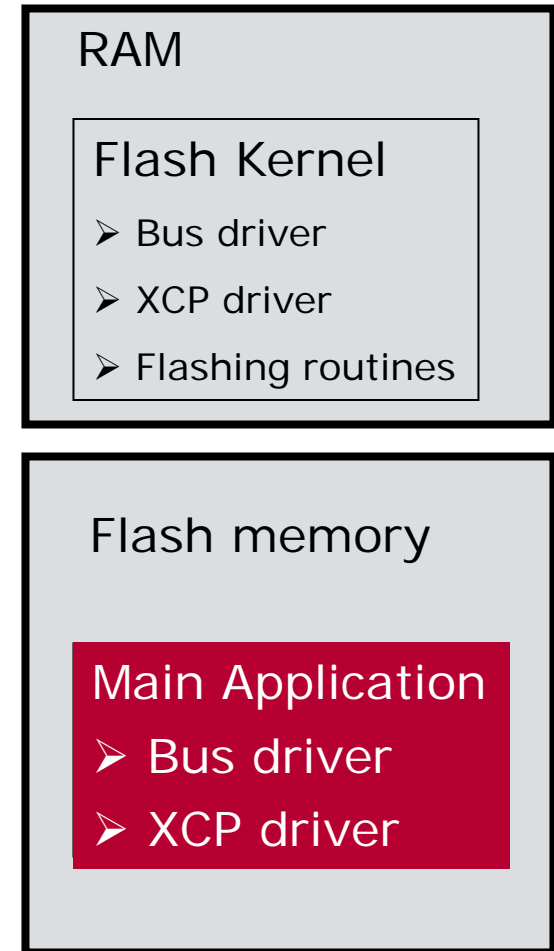 RAM
Flash Kernel
➢ Bus driver
➢ XCP driver
➢ Flashing routines
Flash memory
Main Application
➢ Bus driver
➢ XCP driver